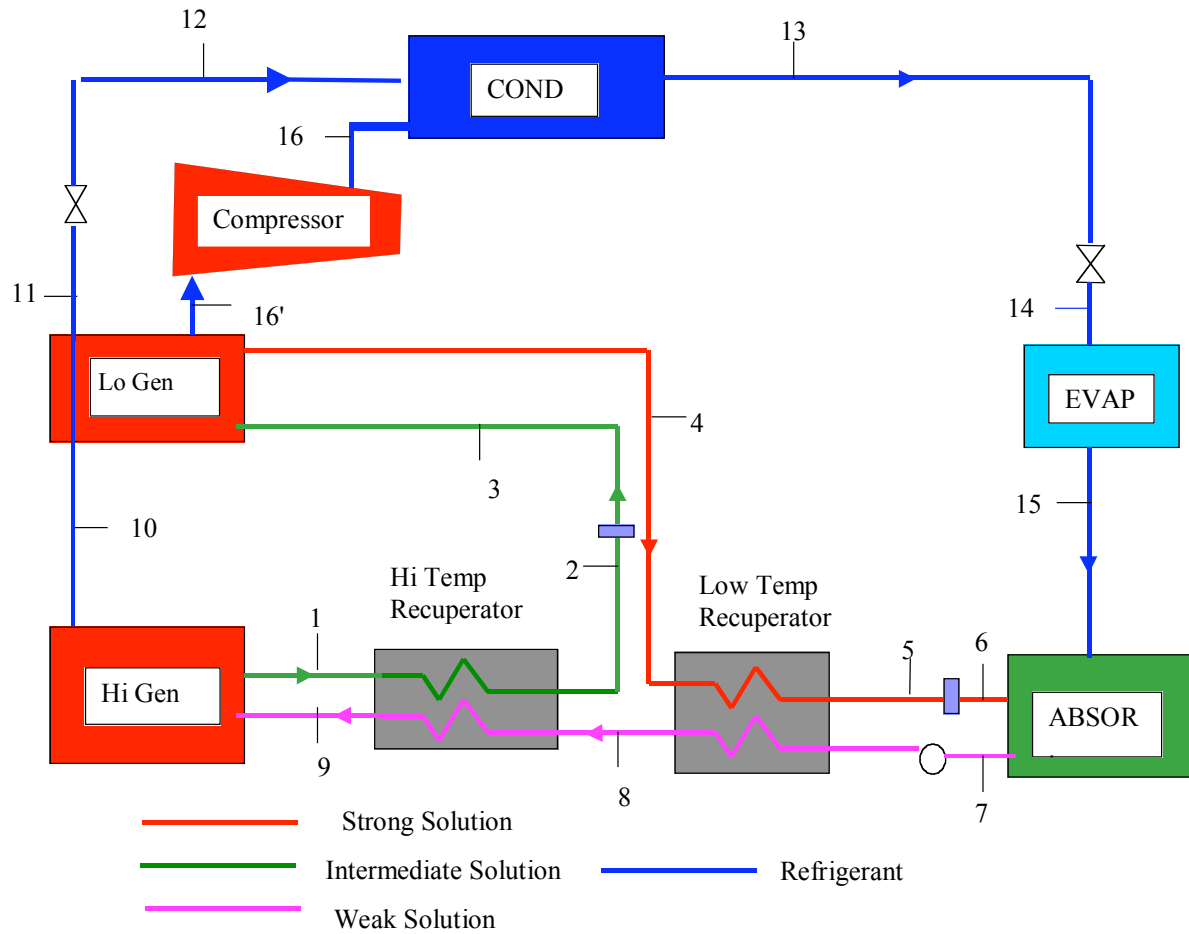 12
13
COND
16
Compressor
11
16'
14
Lo Gen
EVAP
4
3
15
10
2
Hi Temp
Recuperator
Low Temp
Recuperator
1
5
6
Hi Gen
ABSOR
9
8
7
Strong Solution
Intermediate Solution
Refrigerant
Weak Solution